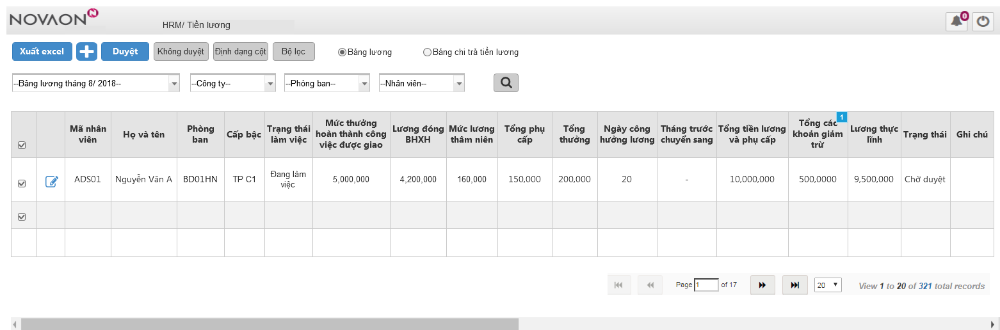 NOVAON N
HRM/ Tiền lương
0
Xuất excel Duyệt Không duyệt Định dạng cột Bộ lọc Bảng lương Bảng chi trả tiền lương
--Bảng lương tháng 8/ 2018-- --Công ty-- --Phòng ban-- --Nhân viên--
Mã nhân viên
Họ và tên
Phòng ban
Cấp bậc
Trạng thái làm việc
Mức thưởng hoàn thành công việc được giao
Lương đóng BHXH
Mức lương thâm niên
Tổng phụ cấp
Tổng thưởng
Ngày công hưởng lương
Tháng trước chuyển sang
Tổng tiền lương và phụ cấp
Tổng các khoản giảm trừ
1
Lương thực lĩnh
Trạng thái
Ghi chú
ADS01 Nguyễn Văn A BD01HN TP C1 Đang làm việc 5,000,000 4,200,000 160,000 150,000 200,000 20 - 10,000,000 500,0000 9,500,000 Chờ duyệt
Page 1 of 17 20 View 1 to 20 of 321 total records